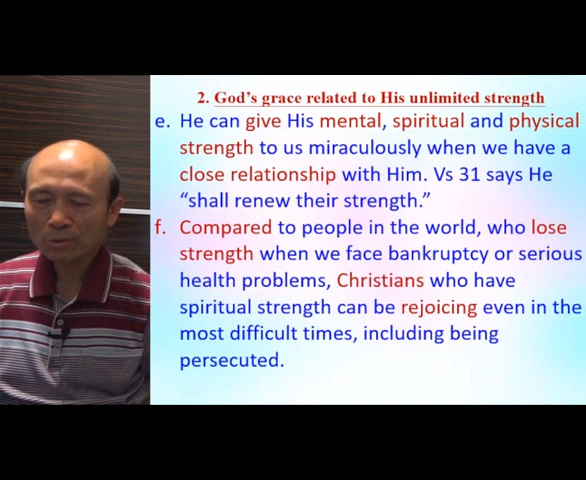 2. God’s grace related to His unlimited strength
e. He can give His mental, spiritual and physical
strength to us miraculously when we have a
close relationship with Him. Vs 31 says He
“shall renew their strength.”
f. Compared to people in the world, who lose
strength when we face bankruptcy or serious
health problems, Christians who have
spiritual strength can be rejoicing even in the
most difficult times, including being
persecuted.